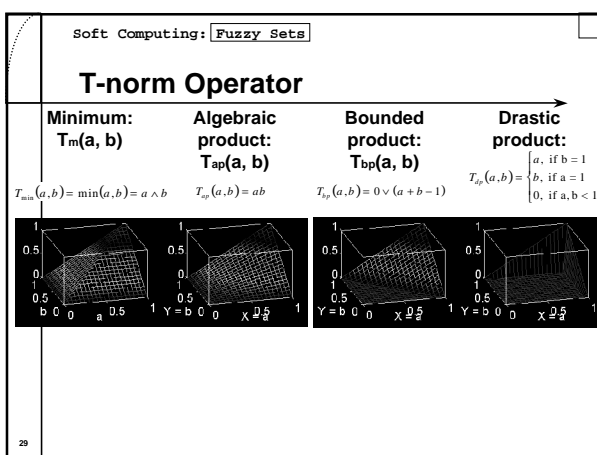 Soft Computing: Fuzzy Sets
T-norm Operator
Minimum:
Tm(a, b)
Algebraic
product:
Tap(a, b)
Bounded
product:
Tbp(a, b)
Drastic
product:
T_min(a,b) = min(a,b) = a ∧ b
T_ap(a,b) = ab
T_bp(a,b) = 0 ∨ (a + b − 1)
T_dp(a,b) = { a, if b = 1
b, if a = 1
0, if a, b < 1
1
0.5
0
1
0.5
0 0
0.5
1
b
a
1
0.5
0
1
0.5
0 0
0.5
1
Y = b
X = a
1
0.5
0
1
0.5
0 0
0.5
1
Y = b
X = a
1
0.5
0
1
0.5
0 0
0.5
1
Y = b
X = a
29